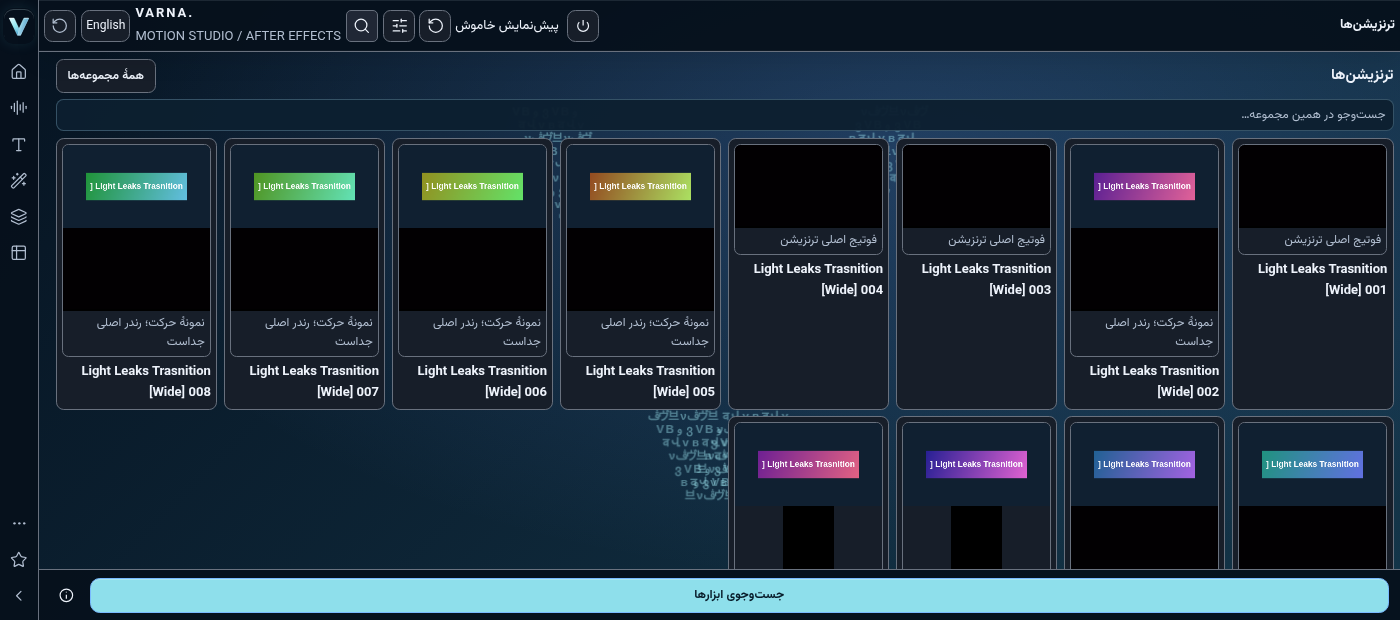 ترنزیشن‌ها
پیش‌نمایش خاموش
VARNA.
MOTION STUDIO / AFTER EFFECTS
English
ترنزیشن‌ها
همهٔ مجموعه‌ها
جست‌وجو در همین مجموعه...
فوتیج اصلی ترنزیشن
Light Leaks Trasnition
[Wide] 001
] Light Leaks Trasnition
نمونهٔ حرکت؛ رندر اصلی
جداست
Light Leaks Trasnition
[Wide] 002
فوتیج اصلی ترنزیشن
Light Leaks Trasnition
[Wide] 003
فوتیج اصلی ترنزیشن
Light Leaks Trasnition
[Wide] 004
] Light Leaks Trasnition
نمونهٔ حرکت؛ رندر اصلی
جداست
Light Leaks Trasnition
[Wide] 005
] Light Leaks Trasnition
نمونهٔ حرکت؛ رندر اصلی
جداست
Light Leaks Trasnition
[Wide] 006
] Light Leaks Trasnition
نمونهٔ حرکت؛ رندر اصلی
جداست
Light Leaks Trasnition
[Wide] 007
] Light Leaks Trasnition
نمونهٔ حرکت؛ رندر اصلی
جداست
Light Leaks Trasnition
[Wide] 008
] Light Leaks Trasnition
] Light Leaks Trasnition
] Light Leaks Trasnition
] Light Leaks Trasnition
جست‌وجوی ابزارها